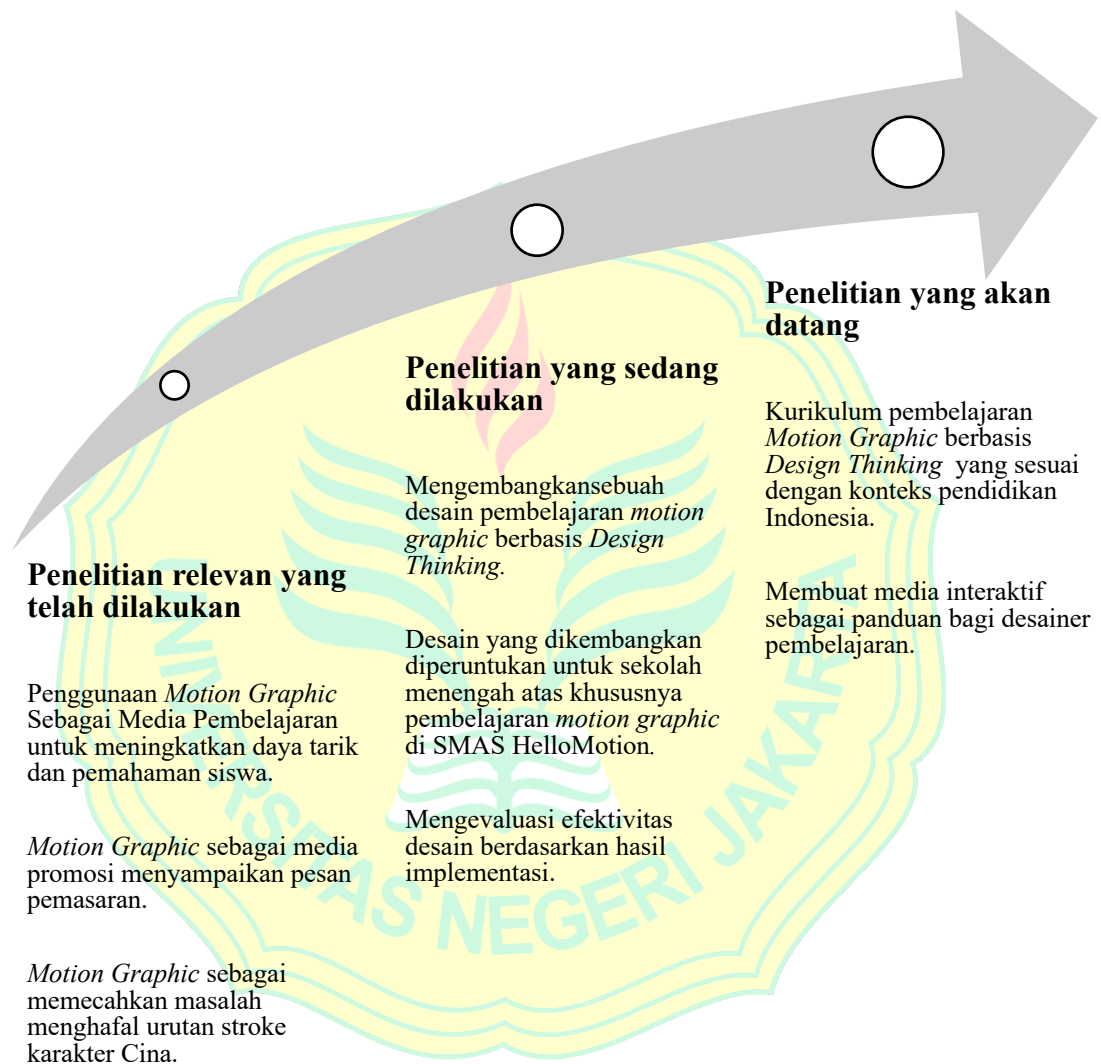 Penelitian relevan yang
telah dilakukan
Penggunaan Motion Graphic
Sebagai Media Pembelajaran
untuk meningkatkan daya tarik
dan pemahaman siswa.
Motion Graphic sebagai media
promosi menyampaikan pesan
pemasaran.
Motion Graphic sebagai
memecahkan masalah
menghafal urutan stroke
karakter Cina.
Penelitian yang sedang
dilakukan
Mengembangkansebuah
desain pembelajaran motion
graphic berbasis Design
Thinking.
Desain yang dikembangkan
diperuntukan untuk sekolah
menengah atas khususnya
pembelajaran motion graphic
di SMAS HelloMotion.
Mengevaluasi efektivitas
desain berdasarkan hasil
implementasi.
Penelitian yang akan
datang
Kurikulum pembelajaran
Motion Graphic berbasis
Design Thinking yang sesuai
dengan konteks pendidikan
Indonesia.
Membuat media interaktif
sebagai panduan bagi desainer
pembelajaran.
UNIVERSITAS NEGERI JAKARTA